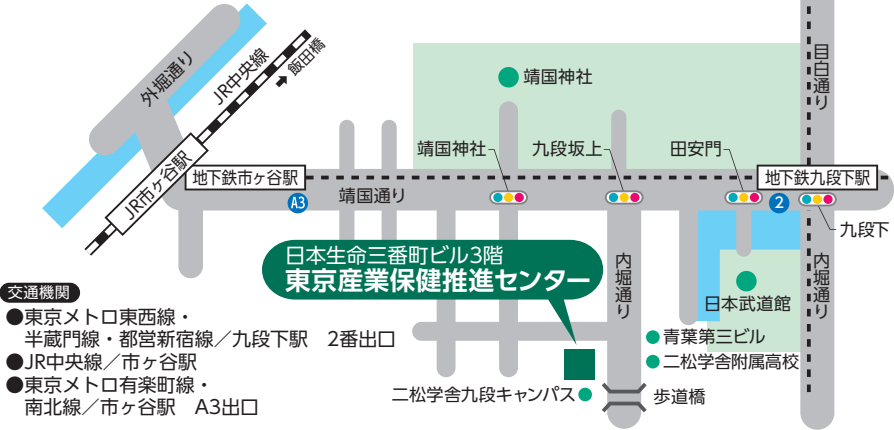 外堀通り
JR中央線
飯田橋
JR市ヶ谷駅
地下鉄市ヶ谷駅
A3
靖国通り
靖国神社
靖国神社
九段坂上
田安門
目白通り
地下鉄九段下駅
2
九段下
日本生命三番町ビル3階
東京産業保健推進センター
内堀通り
日本武道館
内堀通り
青葉第三ビル
二松学舎附属高校
二松学舎九段キャンパス
歩道橋
交通機関
●東京メトロ東西線・
半蔵門線・都営新宿線／九段下駅　2番出口
●JR中央線／市ヶ谷駅
●東京メトロ有楽町線・
南北線／市ヶ谷駅　A3出口